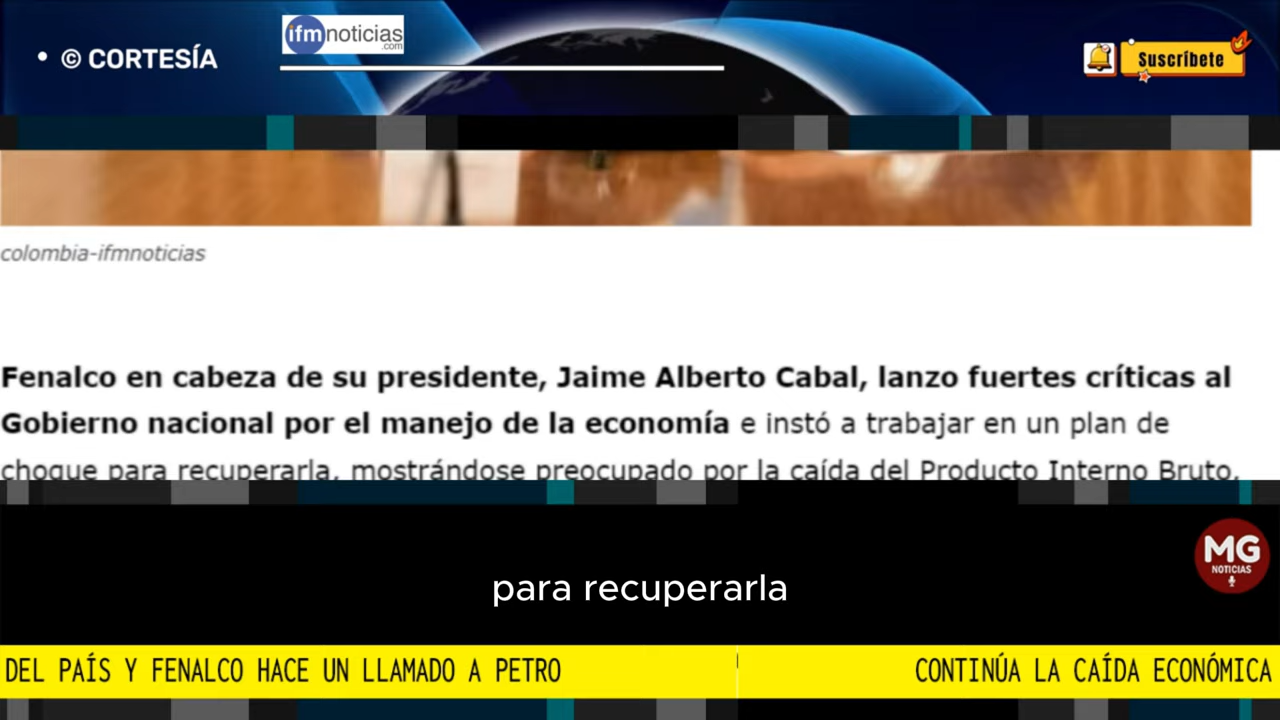 • © CORTESÍA
ifmnoticias
.com
Suscríbete
colombia-ifmnoticias
Fenalco en cabeza de su presidente, Jaime Alberto Cabal, lanzo fuertes críticas al
Gobierno nacional por el manejo de la economía e instó a trabajar en un plan de
choque para recuperarla, mostrándose preocupado por la caída del Producto Interno Bruto,
MG
NOTICIAS
para recuperarla
DEL PAÍS Y FENALCO HACE UN LLAMADO A PETRO
CONTINÚA LA CAÍDA ECONÓMICA